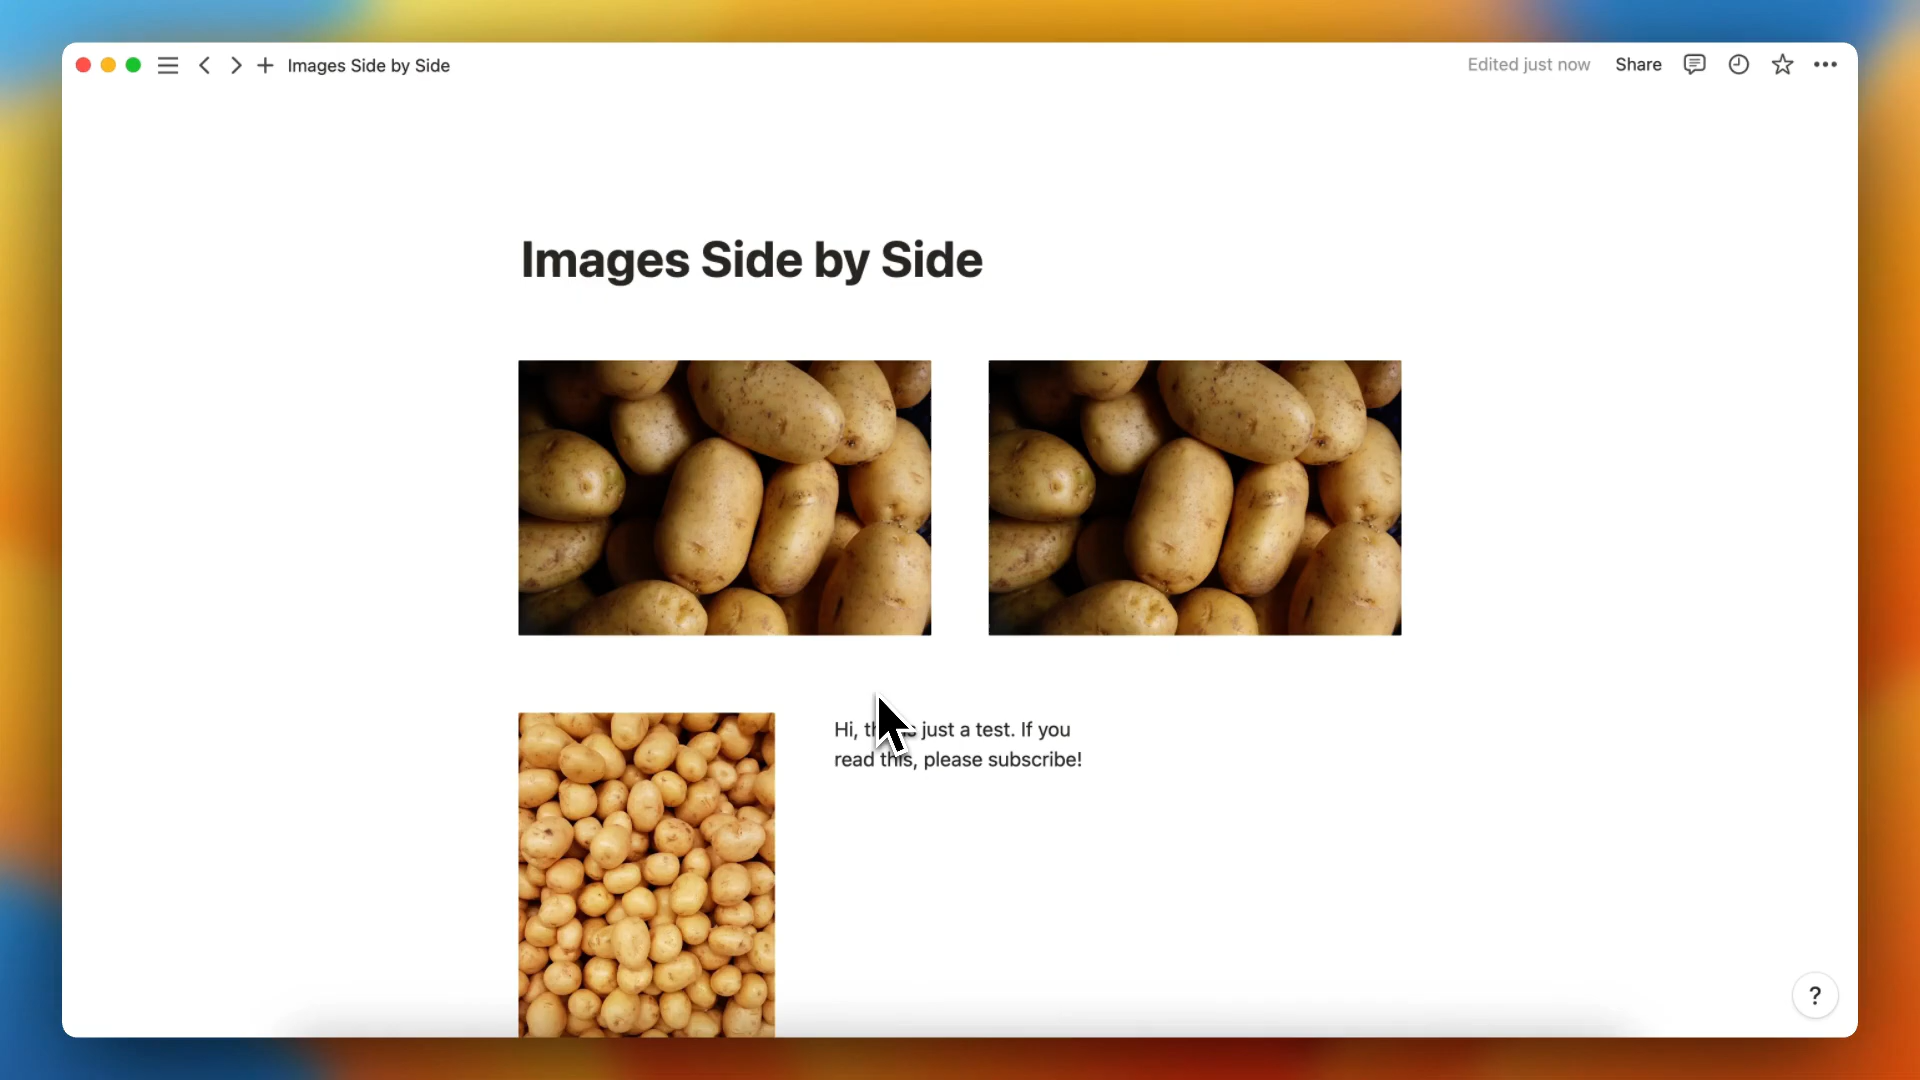 Images Side by Side
Edited just now
Share
Images Side by Side
Hi, just a test. If you
read this, please subscribe!
?